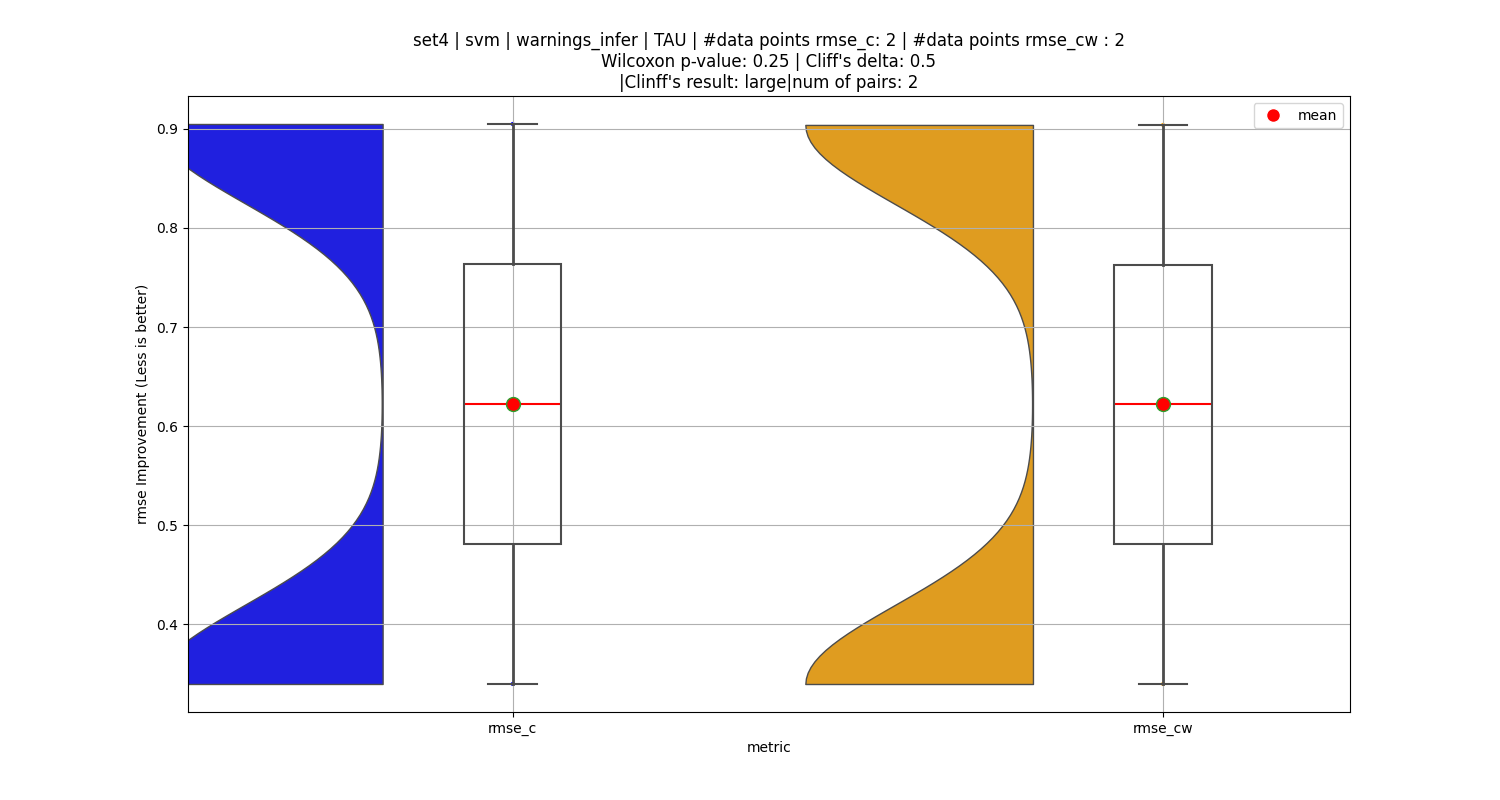 set4 | svm | warnings_infer | TAU | #data points rmse_c: 2 | #data points rmse_cw : 2
Wilcoxon p-value: 0.25 | Cliff's delta: 0.5
|Clinff's result: large|num of pairs: 2
mean
rmse Improvement (Less is better)
0.9
0.8
0.7
0.6
0.5
0.4
rmse_c
rmse_cw
metric